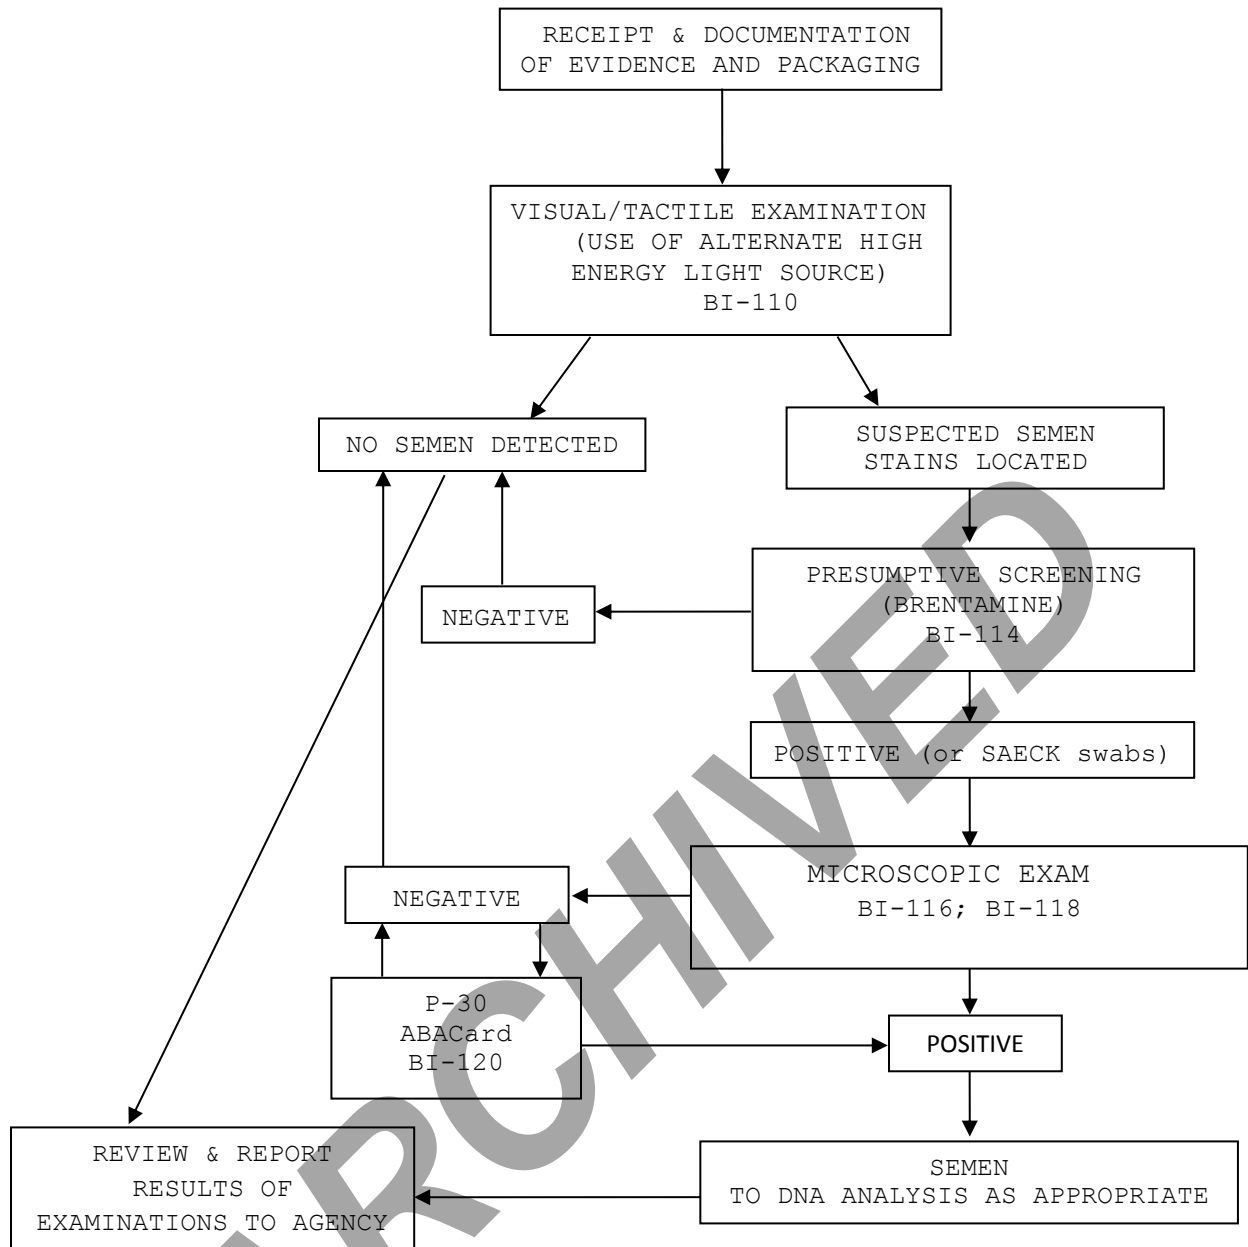 RECEIPT & DOCUMENTATION
OF EVIDENCE AND PACKAGING
VISUAL/TACTILE EXAMINATION
(USE OF ALTERNATE HIGH
ENERGY LIGHT SOURCE)
BI-110
NO SEMEN DETECTED
SUSPECTED SEMEN
STAINS LOCATED
PRESUMPTIVE SCREENING
(BRENTAMINE)
BI-114
NEGATIVE
POSITIVE (or SAECK swabs)
MICROSCOPIC EXAM
BI-116; BI-118
NEGATIVE
P-30
ABACard
BI-120
POSITIVE
SEMEN
TO DNA ANALYSIS AS APPROPRIATE
REVIEW & REPORT
RESULTS OF
EXAMINATIONS TO AGENCY
ARCHIVED